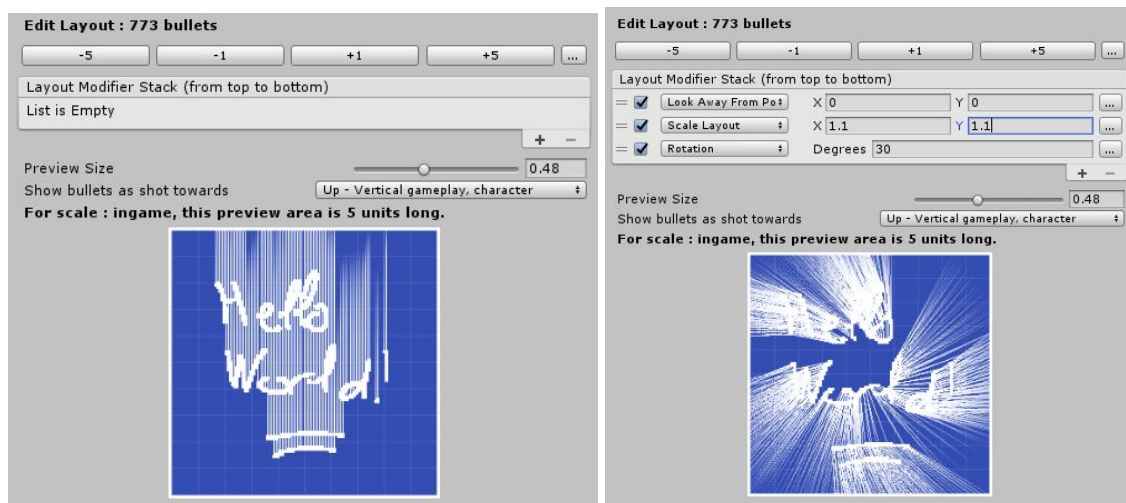 Edit Layout : 773 bullets
-5 -1 +1 +5 ...
Layout Modifier Stack (from top to bottom)
List is Empty
+ −
Preview Size 0.48
Show bullets as shot towards Up - Vertical gameplay, character
For scale : ingame, this preview area is 5 units long.
Hello
World!
Edit Layout : 773 bullets
-5 -1 +1 +5 ...
Layout Modifier Stack (from top to bottom)
Look Away From Po X 0 Y 0 ...
Scale Layout X 1.1 Y 1.1 ...
Rotation Degrees 30 ...
+ −
Preview Size 0.48
Show bullets as shot towards Up - Vertical gameplay, character
For scale : ingame, this preview area is 5 units long.